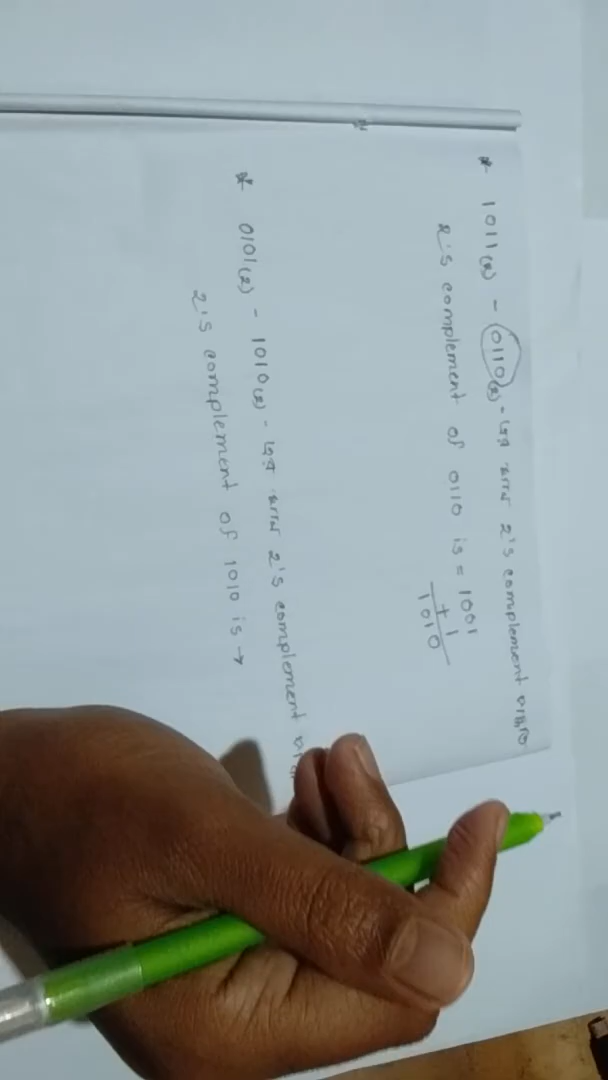 * 1011(2) - 0110(2) - 2's complement
2's complement of 0110 is = 1001
+ 1
1010
* 0101(2) - 1010(2) - 2's complement
2's complement of 1010 is →